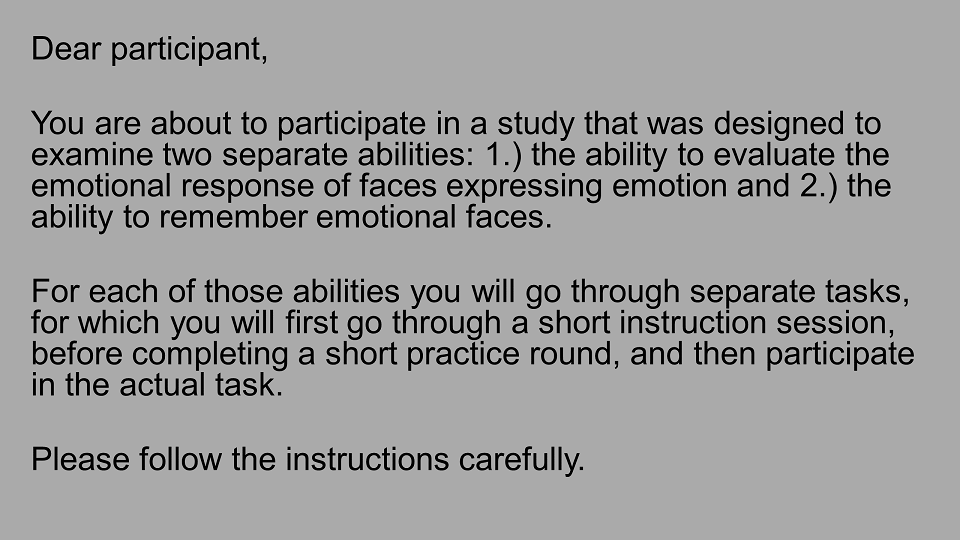 Dear participant,
You are about to participate in a study that was designed to
examine two separate abilities: 1.) the ability to evaluate the
emotional response of faces expressing emotion and 2.) the
ability to remember emotional faces.
For each of those abilities you will go through separate tasks,
for which you will first go through a short instruction session,
before completing a short practice round, and then participate
in the actual task.
Please follow the instructions carefully.